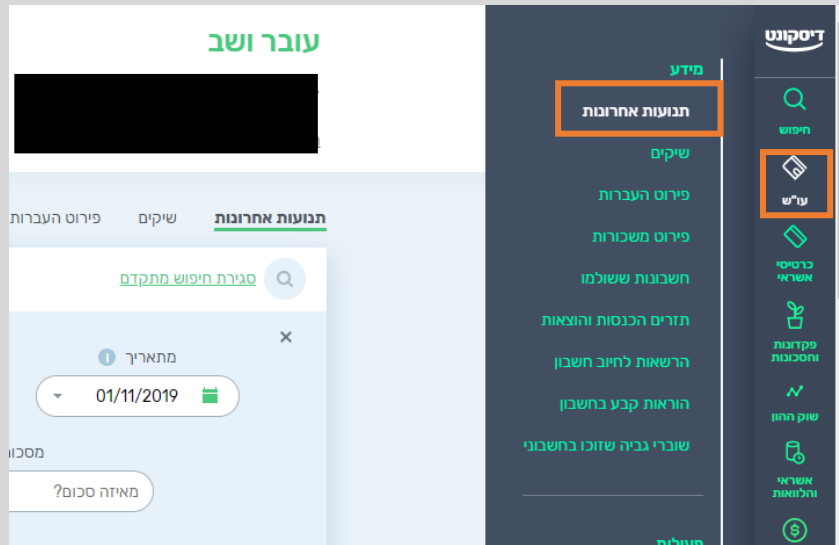 דיסקונט
חיפוש
עו"ש
כרטיסי
אשראי
פקדונות
וחסכונות
שוק ההון
אשראי
והלוואות
מידע
תנועות אחרונות
שיקים
פירוט העברות
פירוט משכורות
חשבונות ששולמו
תזרים הכנסות והוצאות
הרשאות לחיוב חשבון
הוראות קבע בחשבון
שוברי גביה שזוכו בחשבוני
פעולות
עובר ושב
תנועות אחרונות שיקים פירוט העברות
סגירת חיפוש מתקדם
מתאריך
01/11/2019
מסכו
מאיזה סכום?